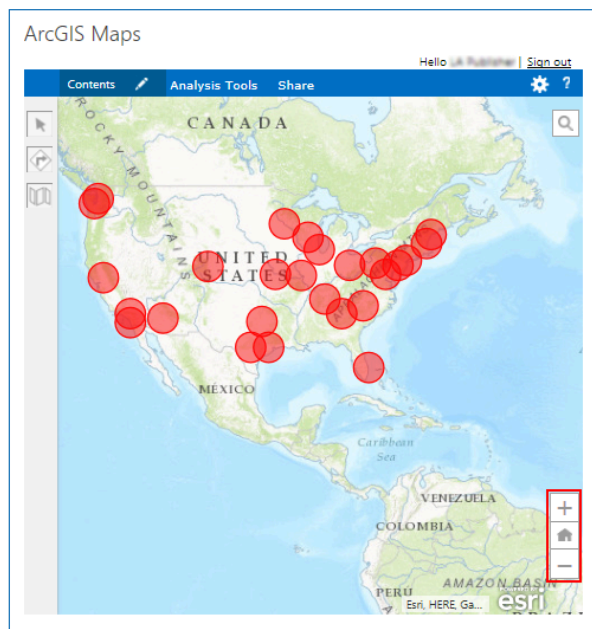 ArcGIS Maps
Hello | Sign out
Contents Analysis Tools Share ?
CANADA
ROCKY MOUNTAINS
UNITED
STATES
APPALACHIAN
MÉXICO
Caribbean
Sea
VENEZUELA
COLOMBIA
+
−
AMAZON BASIN
PERU
Esri, HERE, Ga...
esri